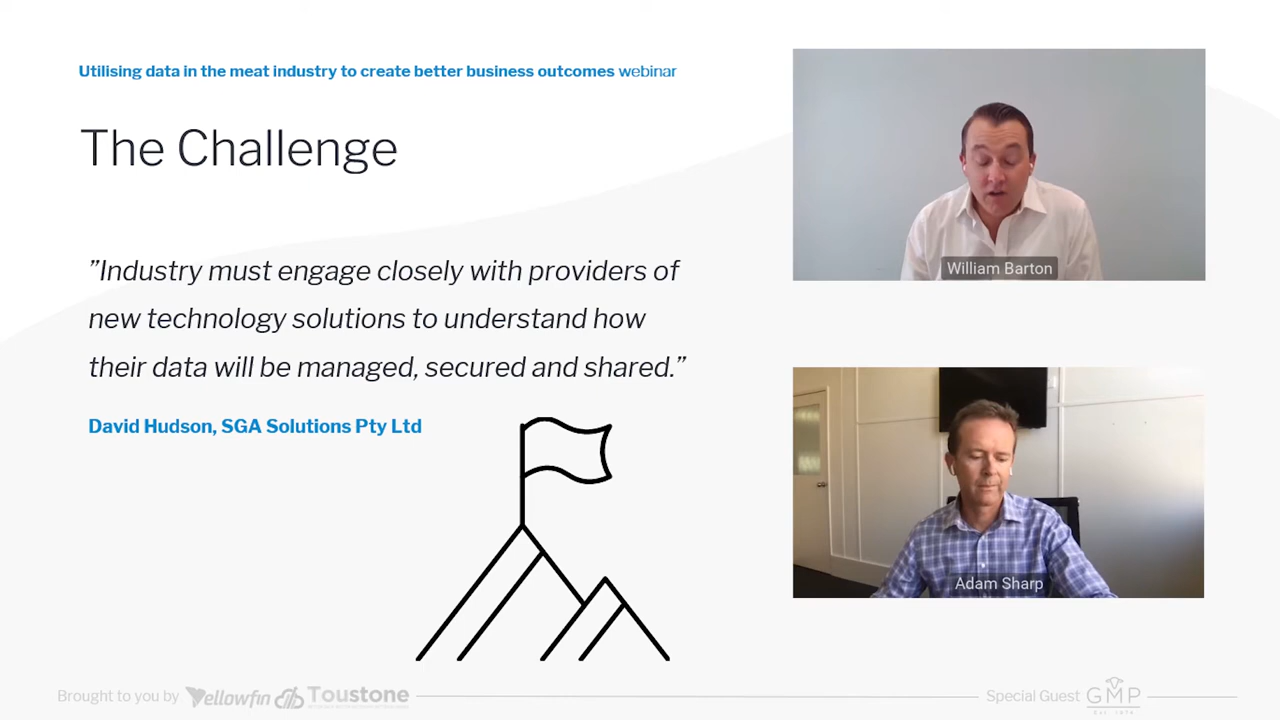 Utilising data in the meat industry to create better business outcomes webinar
The Challenge
”Industry must engage closely with providers of
new technology solutions to understand how
their data will be managed, secured and shared.”
David Hudson, SGA Solutions Pty Ltd
William Barton
Adam Sharp
Brought to you by Yellowfin Toustone
Special Guest GMP